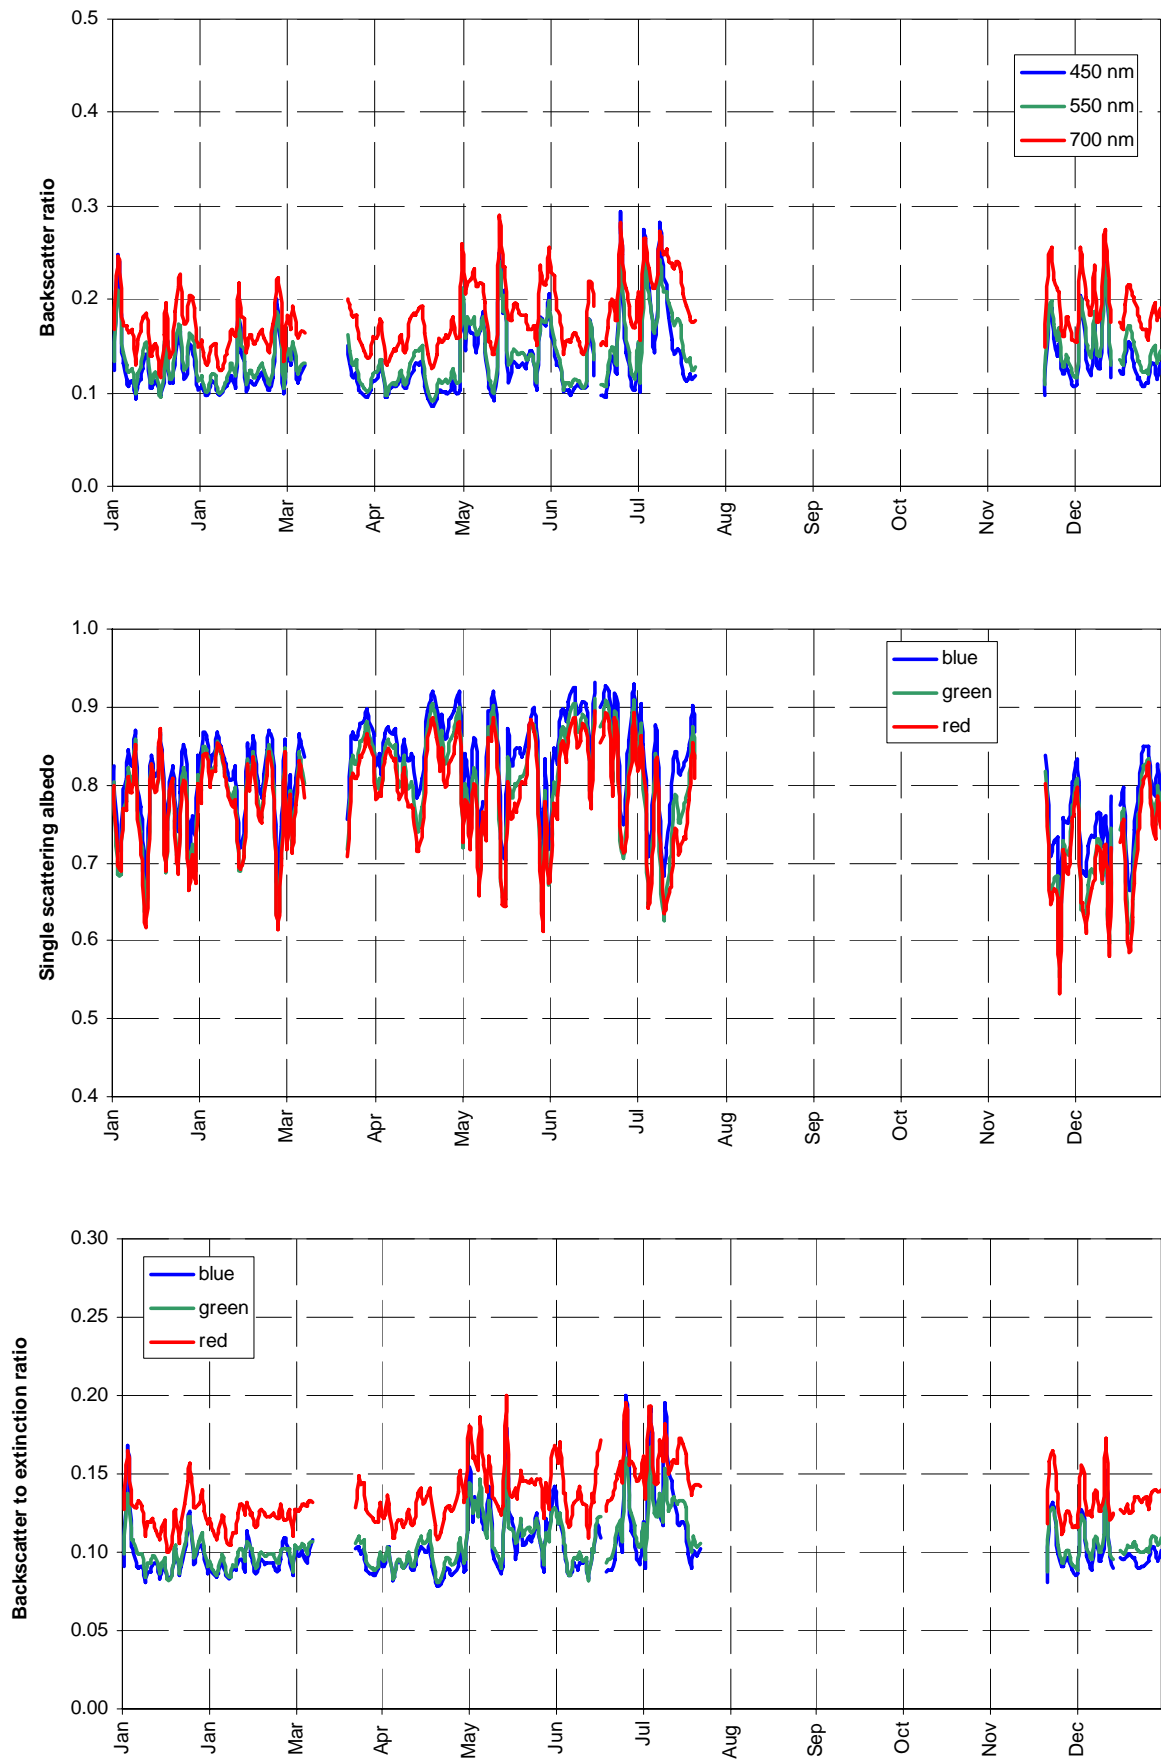 0.5
0.4
0.3
0.2
0.1
0.0
Backscatter ratio
450 nm
550 nm
700 nm
Jan
Jan
Mar
Apr
May
Jun
Jul
Aug
Sep
Oct
Nov
Dec
1.0
0.9
0.8
0.7
0.6
0.5
0.4
Single scattering albedo
blue
green
red
Jan
Jan
Mar
Apr
May
Jun
Jul
Aug
Sep
Oct
Nov
Dec
0.30
0.25
0.20
0.15
0.10
0.05
0.00
Backscatter to extinction ratio
blue
green
red
Jan
Jan
Mar
Apr
May
Jun
Jul
Aug
Sep
Oct
Nov
Dec